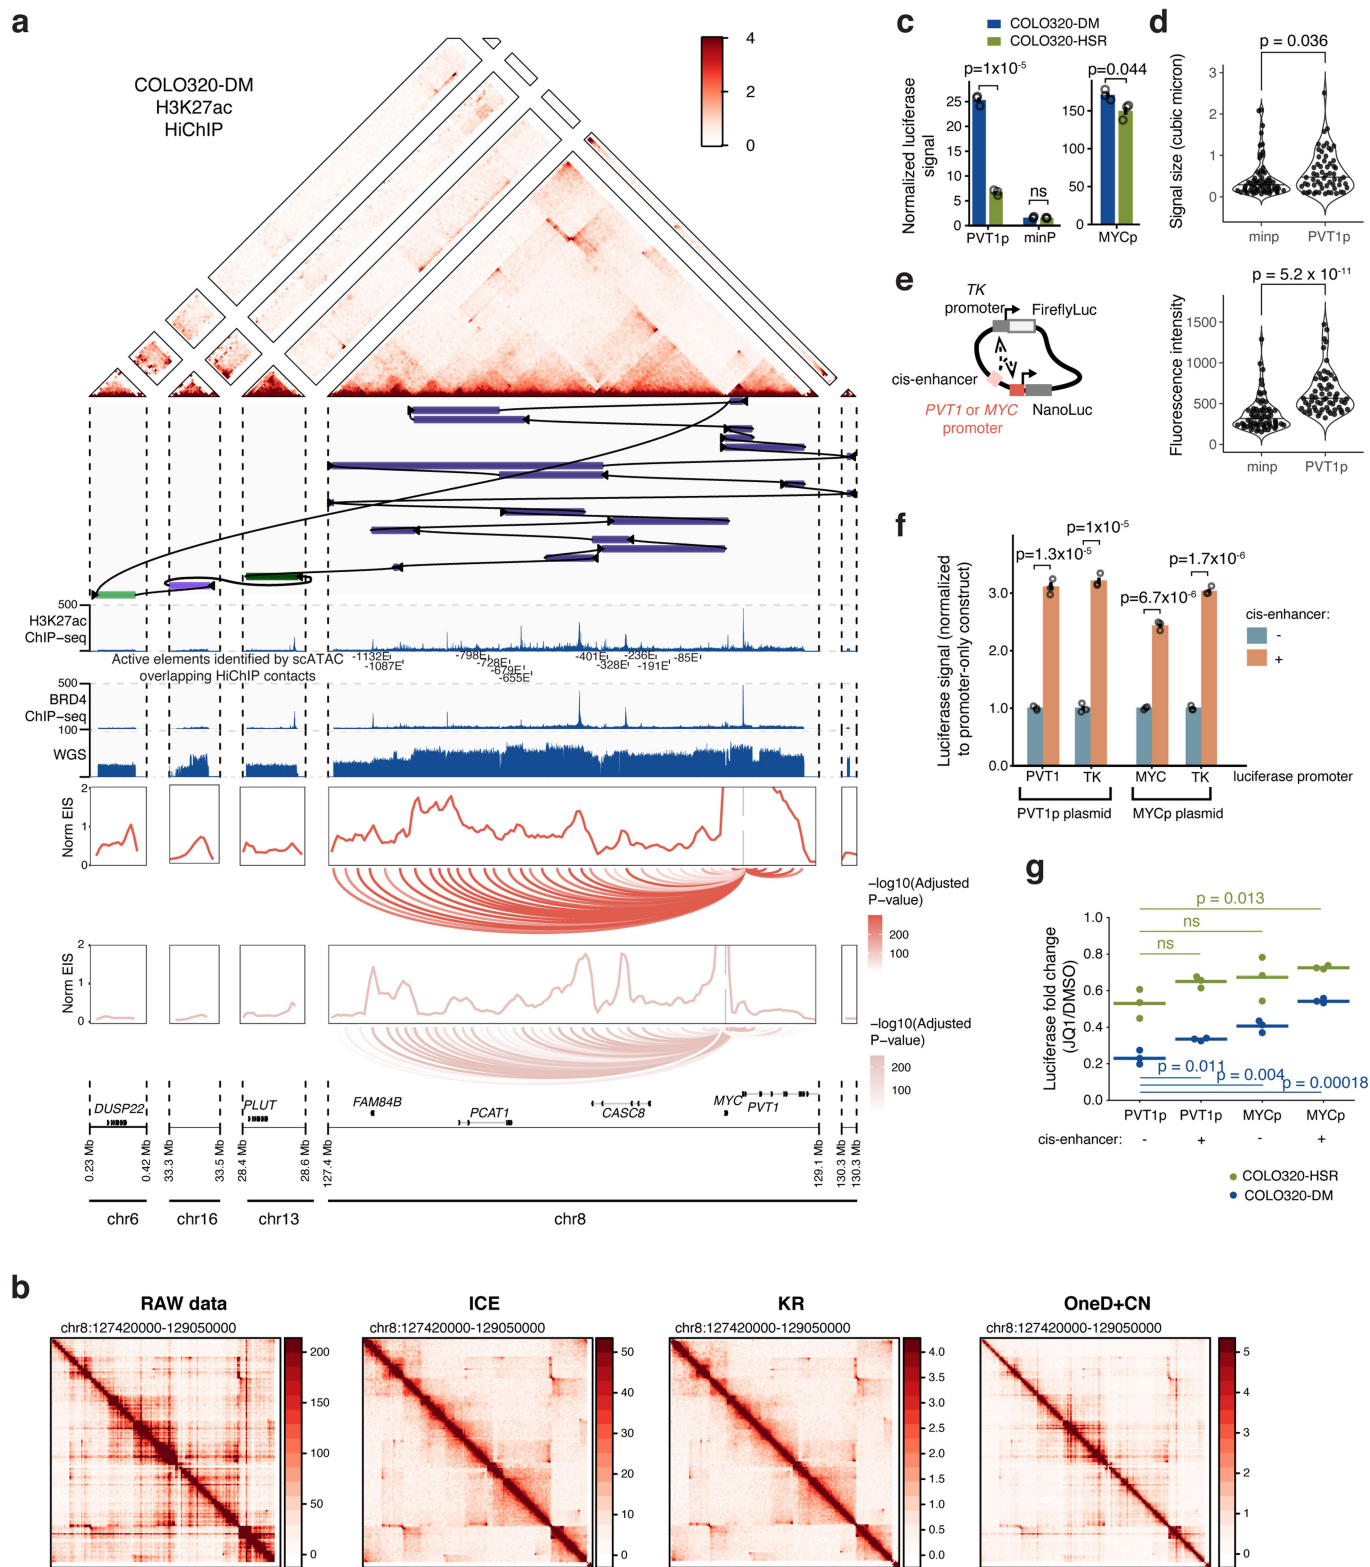 a
COLO320-DM
H3K27ac
HiChIP
4
2
0
500
H3K27ac
ChIP-seq
Active elements identified by scATAC
overlapping HiChIP contacts
-1132E
-1087E
-798E
-728E
-679E
-655E
-401E
-328E
-236E
-191E
-85E
500
BRD4
ChIP-seq
100
WGS
2
1
0
Norm EIS
-log10(Adjusted
P-value)
200
100
2
1
0
Norm EIS
-log10(Adjusted
P-value)
200
100
DUSP22
PLUT
FAM84B
PCAT1
CASC8
MYC
PVT1
0.23 Mb
0.42 Mb
33.3 Mb
33.5 Mb
28.4 Mb
28.6 Mb
127.4 Mb
129.1 Mb
130.3 Mb
130.3 Mb
chr6
chr16
chr13
chr8
b
RAW data
chr8:127420000-129050000
200
150
100
50
0
ICE
chr8:127420000-129050000
50
40
30
20
10
0
KR
chr8:127420000-129050000
4.0
3.5
3.0
2.5
2.0
1.5
1.0
0.5
0.0
OneD+CN
chr8:127420000-129050000
5
4
3
2
1
0
c
COLO320-DM
COLO320-HSR
p=1x10-5
p=0.044
ns
Normalized luciferase
signal
25
20
15
10
5
0
150
100
50
0
PVT1p
minP
MYCp
d
p = 0.036
Signal size (cubic micron)
3
2
1
0
minp
PVT1p
p = 5.2 x 10-11
Fluorescence intensity
1500
1000
500
0
minp
PVT1p
e
TK
promoter
FireflyLuc
cis-enhancer
PVT1 or MYC
promoter
NanoLuc
f
p=1.3x10-5
p=1x10-5
p=6.7x10-6
p=1.7x10-6
Luciferase signal (normalized
to promoter-only construct)
3.0
2.0
1.0
0.0
cis-enhancer:
-
+
PVT1
TK
MYC
TK
luciferase promoter
PVT1p plasmid
MYCp plasmid
g
p = 0.013
ns
ns
Luciferase fold change
(JQ1/DMSO)
1.0
0.8
0.6
0.4
0.2
0.0
p = 0.011
p = 0.004
p = 0.00018
PVT1p
PVT1p
MYCp
MYCp
cis-enhancer:
-
+
-
+
COLO320-HSR
COLO320-DM